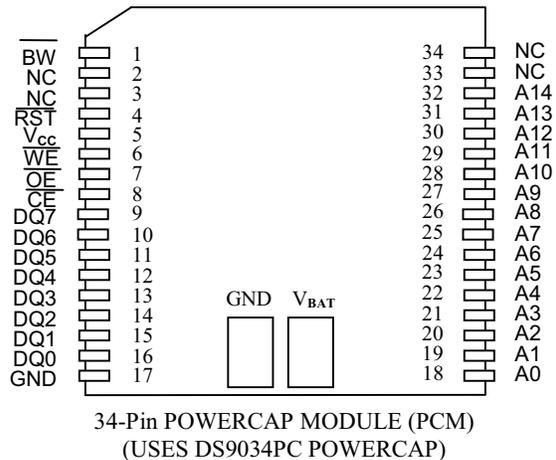 BW 1 34 NC
NC 2 33 NC
NC 3 32 A14
RST 4 31 A13
VCC 5 30 A12
WE 6 29 A11
OE 7 28 A10
CE 8 27 A9
DQ7 9 26 A8
DQ6 10 25 A7
DQ5 11 24 A6
DQ4 12 23 A5
DQ3 13 22 A4
DQ2 14 21 A3
DQ1 15 20 A2
DQ0 16 19 A1
GND 17 18 A0
GND VBAT
34-Pin POWERCAP MODULE (PCM)
(USES DS9034PC POWERCAP)